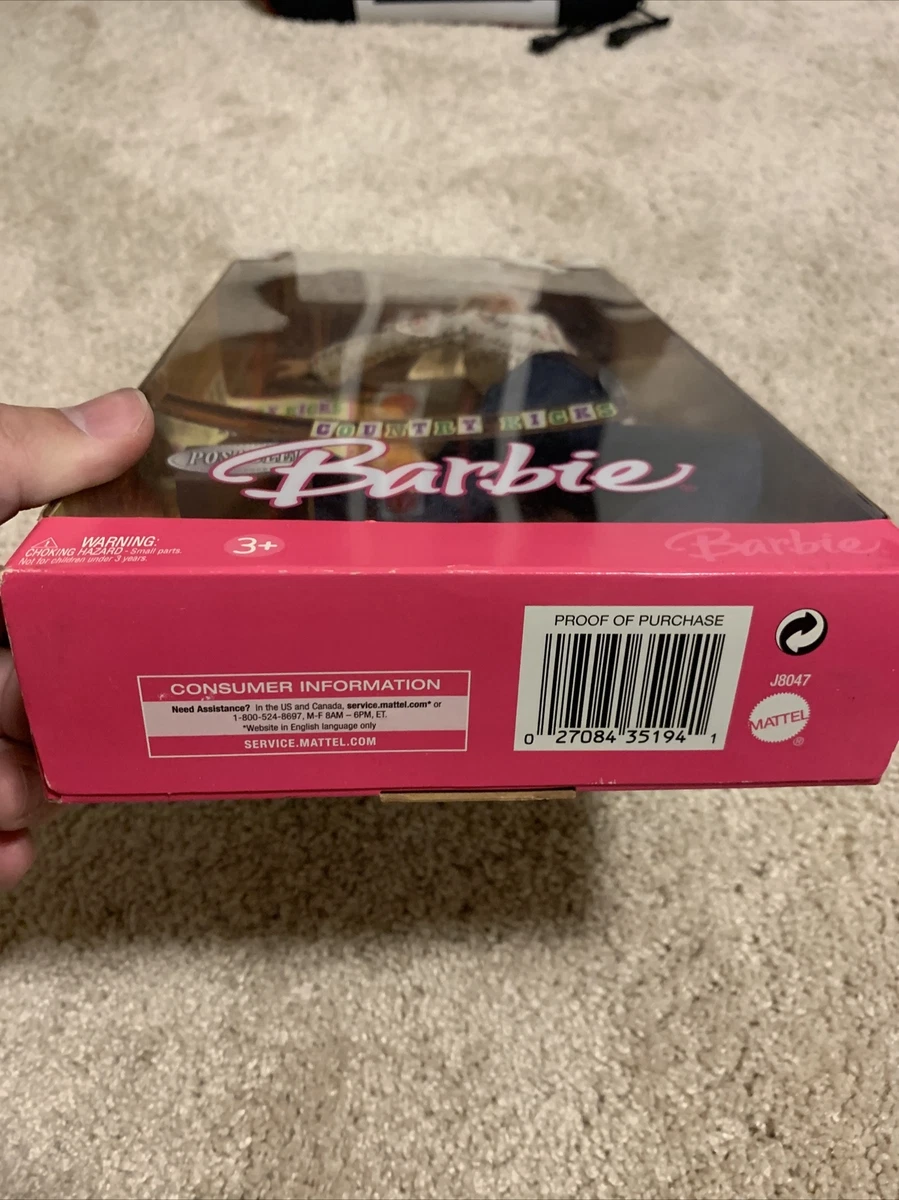 COUNTRY KICKS
Barbie
WARNING:
CHOKING HAZARD - Small parts.
Not for children under 3 years.
3+
Barbie
PROOF OF PURCHASE
0 27084 35194 1
J8047
MATTEL
®
CONSUMER INFORMATION
Need Assistance? In the US and Canada, service.mattel.com* or
1-800-524-8697, M-F 8AM – 6PM, ET.
*Website in English language only
SERVICE.MATTEL.COM